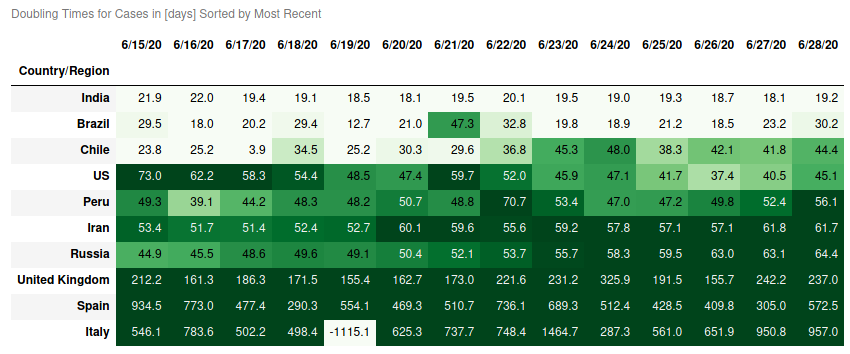 Doubling Times for Cases in [days] Sorted by Most Recent
6/15/20 6/16/20 6/17/20 6/18/20 6/19/20 6/20/20 6/21/20 6/22/20 6/23/20 6/24/20 6/25/20 6/26/20 6/27/20 6/28/20
Country/Region
India 21.9 22.0 19.4 19.1 18.5 18.1 19.5 20.1 19.5 19.0 19.3 18.7 18.1 19.2
Brazil 29.5 18.0 20.2 29.4 12.7 21.0 47.3 32.8 19.8 18.9 21.2 18.5 23.2 30.2
Chile 23.8 25.2 3.9 34.5 25.2 30.3 29.6 36.8 45.3 48.0 38.3 42.1 41.8 44.4
US 73.0 62.2 58.3 54.4 48.5 47.4 59.7 52.0 45.9 47.1 41.7 37.4 40.5 45.1
Peru 49.3 39.1 44.2 48.3 48.2 50.7 48.8 70.7 53.4 47.0 47.2 49.8 52.4 56.1
Iran 53.4 51.7 51.4 52.4 52.7 60.1 59.6 55.6 59.2 57.8 57.1 57.1 61.8 61.7
Russia 44.9 45.5 48.6 49.6 49.1 50.4 52.1 53.7 55.7 58.3 59.5 63.0 63.1 64.4
United Kingdom 212.2 161.3 186.3 171.5 155.4 162.7 173.0 221.6 231.2 325.9 191.5 155.7 242.2 237.0
Spain 934.5 773.0 477.4 290.3 554.1 469.3 510.7 736.1 689.3 512.4 428.5 409.8 305.0 572.5
Italy 546.1 783.6 502.2 498.4 -1115.1 625.3 737.7 748.4 1464.7 287.3 561.0 651.9 950.8 957.0